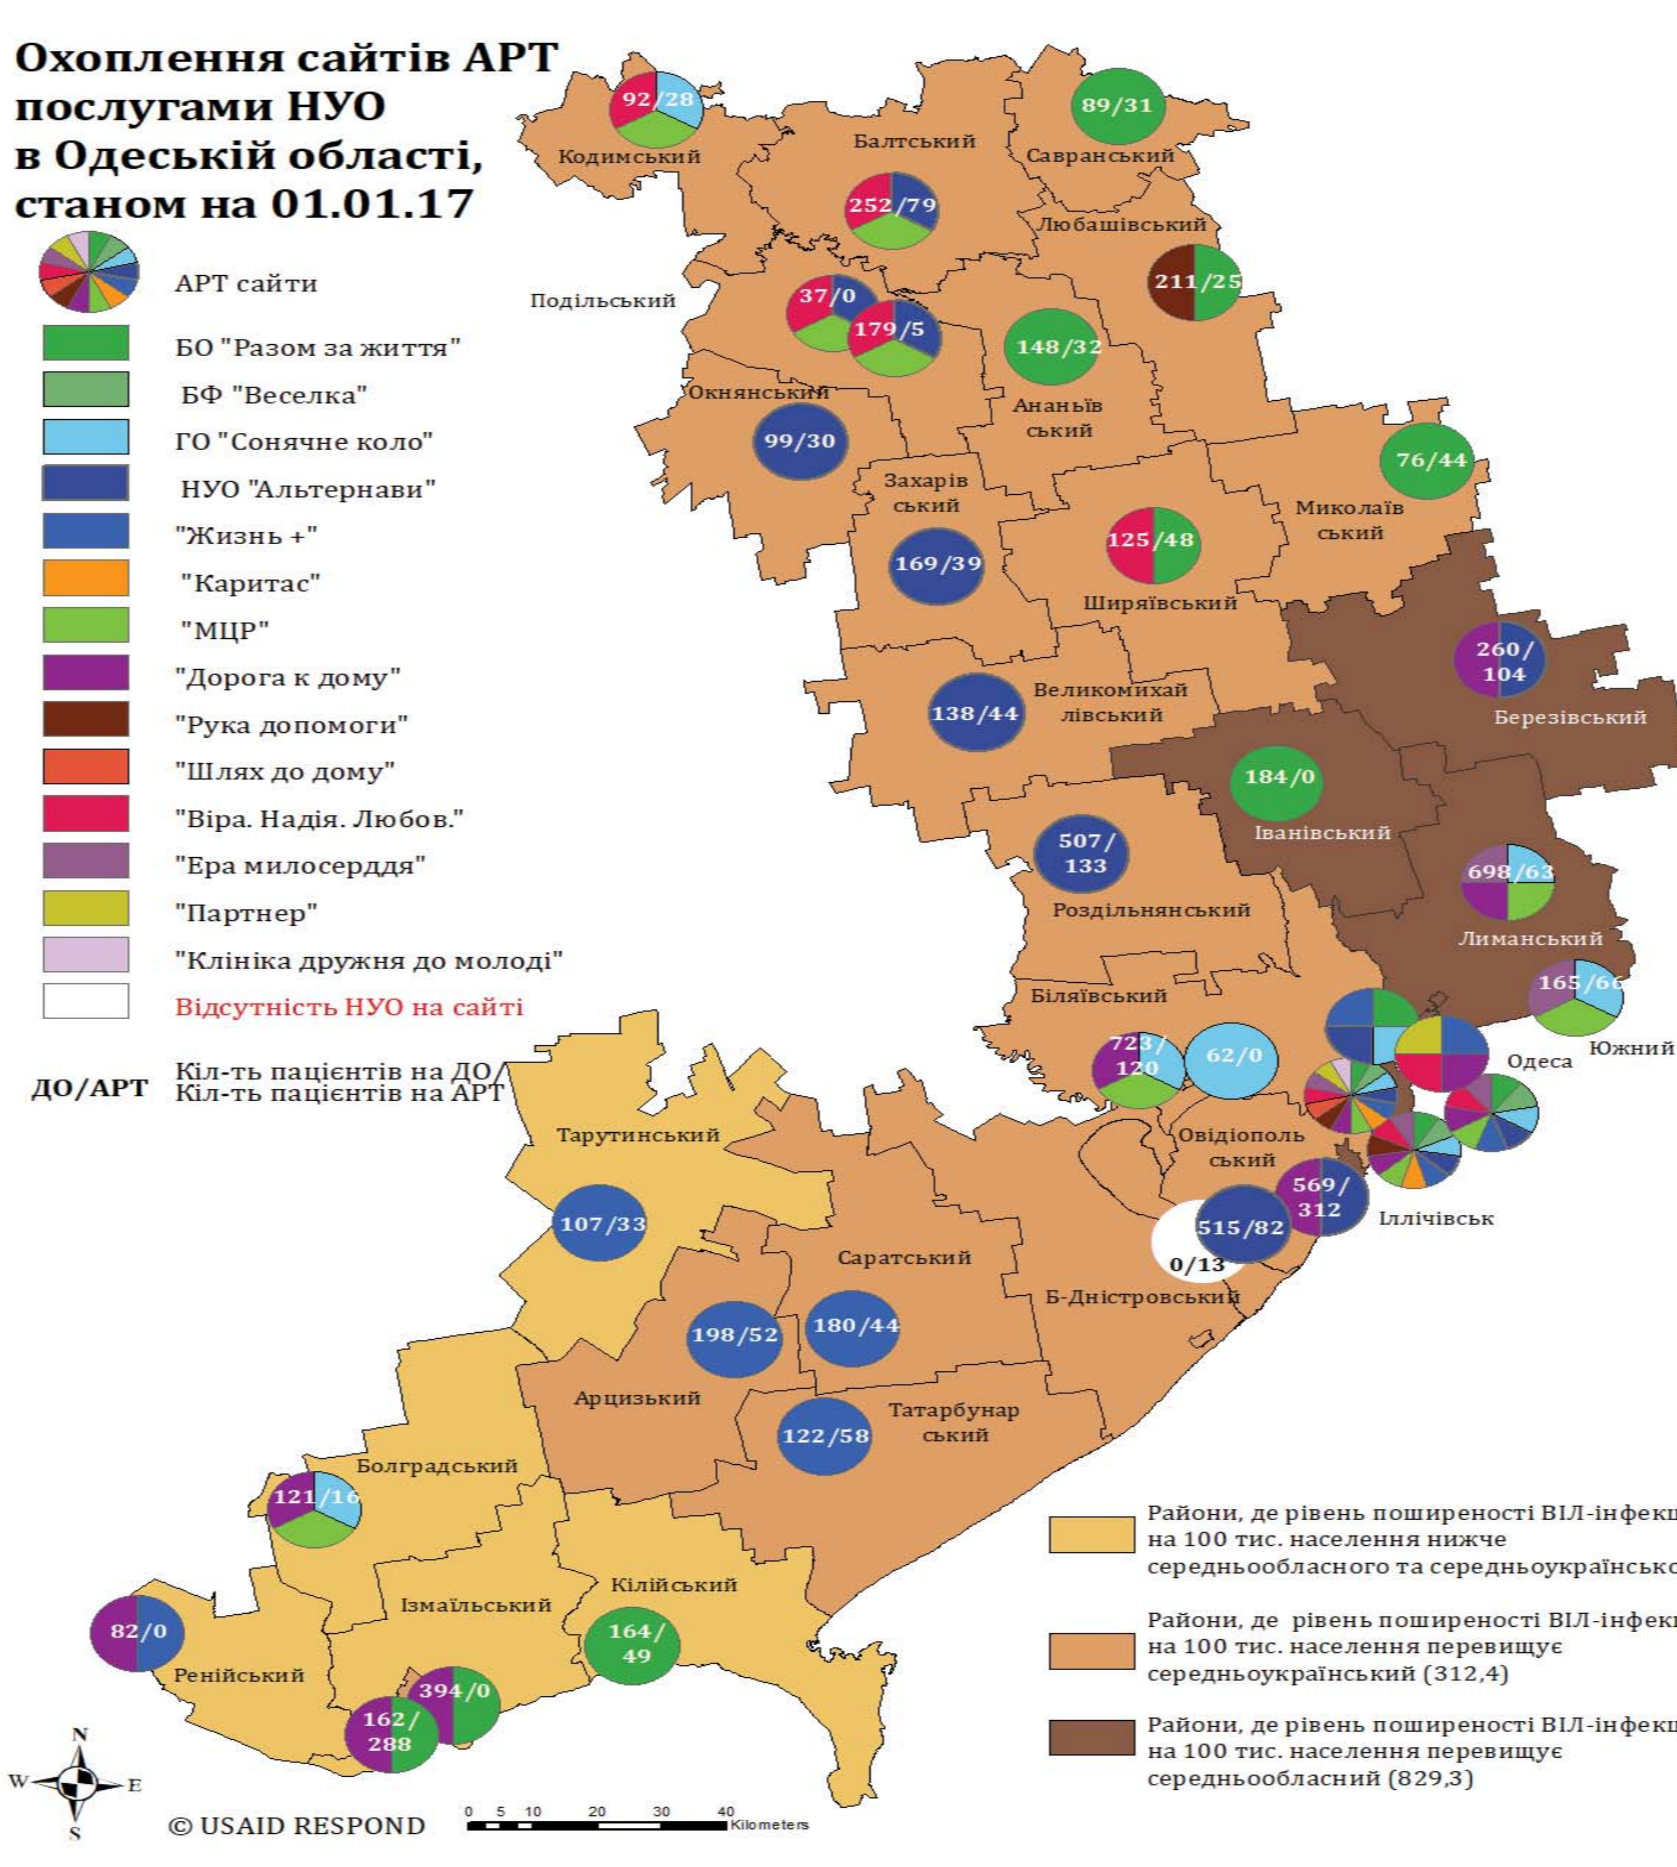 Охоплення сайтів АРТ
послугами НУО
в Одеській області,
станом на 01.01.17
АРТ сайти
БО "Разом за життя"
БФ "Веселка"
ГО "Сонячне коло"
НУО "Альтернави"
"Жизнь +"
"Каритас"
"МЦР"
"Дорога к дому"
"Рука допомоги"
"Шлях до дому"
"Віра. Надія. Любов."
"Ера милосердя"
"Партнер"
"Клініка дружня до молоді"
Відсутність НУО на сайті
ДО/АРТ
Кіл-ть пацієнтів на ДО/
Кіл-ть пацієнтів на АРТ
92/28
Кодимський
Балтський
252/79
89/31
Савранський
Любашівський
211/25
Подільський
37/0
179/5
148/32
Ананьїв
ський
Окнянський
99/30
Захарів
ський
169/39
76/44
Миколаїв
ський
125/48
Ширяївський
260/
104
Березівський
138/44
Великомихай
лівський
184/0
Іванівський
507/
133
Роздільнянський
698/63
Лиманський
165/66
Южний
Одеса
Біляївський
723/
120
62/0
Овідіополь
ський
569/
312
Іллічівськ
515/82
0/13
Б-Дністровський
Тарутинський
107/33
Саратський
180/44
198/52
Арцизький
122/58
Татарбунар
ський
Болградський
121/16
Ізмаїльський
Кілійський
164/
49
82/0
Ренійський
394/0
162/
288
Райони, де рівень поширеності ВІЛ-інфекц
на 100 тис. населення нижче
середньообласного та середньоукраїнсько
Райони, де рівень поширеності ВІЛ-інфекц
на 100 тис. населення перевищує
середньоукраїнський (312,4)
Райони, де рівень поширеності ВІЛ-інфекц
на 100 тис. населення перевищує
середньообласний (829,3)
N
W
E
S
© USAID RESPOND
0 5 10 20 30 40
Kilometers